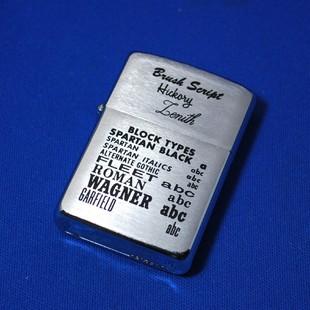 Brush Script
Hickory
Zenith
BLOCK TYPES
SPARTAN BLACK a
SPARTAN abc
SPARTAN ITALICS abc
ALTERNATE GOTHIC abc
FLEET abc
ROMAN abc
WAGNER abc
GARFIELD abc